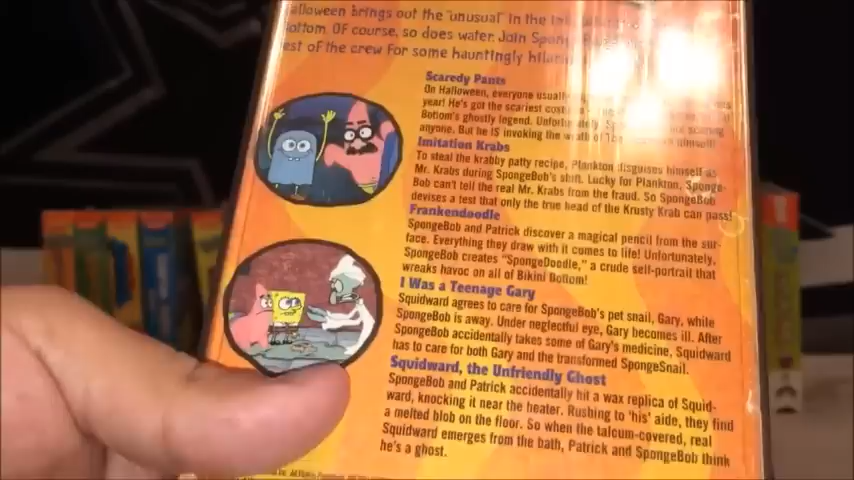 alloween brings out the "unusual" in the
Bottom. Of course, so does water. Join Spon
est of the crew for some hauntingly hila
Scaredy Pants
On Halloween, everyone usually
year! He's got the scariest
Bottom's ghostly legend. Unfortunately,
anyone. But he IS invoking the wrath of
Imitation Krabs
To steal the krabby patty recipe, Plankton disguises himself as
Mr. Krabs during SpongeBob's shift. Lucky for Plankton, Sponge-
Bob can't tell the real Mr. Krabs from the fraud. So SpongeBob
devises a test that only the true head of the Krusty Krab can pass!
Frankendoodle
SpongeBob and Patrick discover a magical pencil from the sur-
face. Everything they draw with it comes to life! Unfortunately,
SpongeBob creates "SpongeDoodle," a crude self-portrait that
wreaks havoc on all of Bikini Bottom!
I Was a Teenage Gary
Squidward agrees to care for SpongeBob's pet snail, Gary, while
SpongeBob is away. Under neglectful eye, Gary becomes ill. After
SpongeBob accidentally takes some of Gary's medicine, Squidward
has to care for both Gary and the transformed SpongeSnail.
Squidward, the Unfriendly Ghost
SpongeBob and Patrick accidentally hit a wax replica of Squid-
ward, knocking it near the heater. Rushing to 'his' aide, they find
a melted blob on the floor. So when the talcum-covered, real
Squidward emerges from the bath, Patrick and SpongeBob think
he's a ghost.